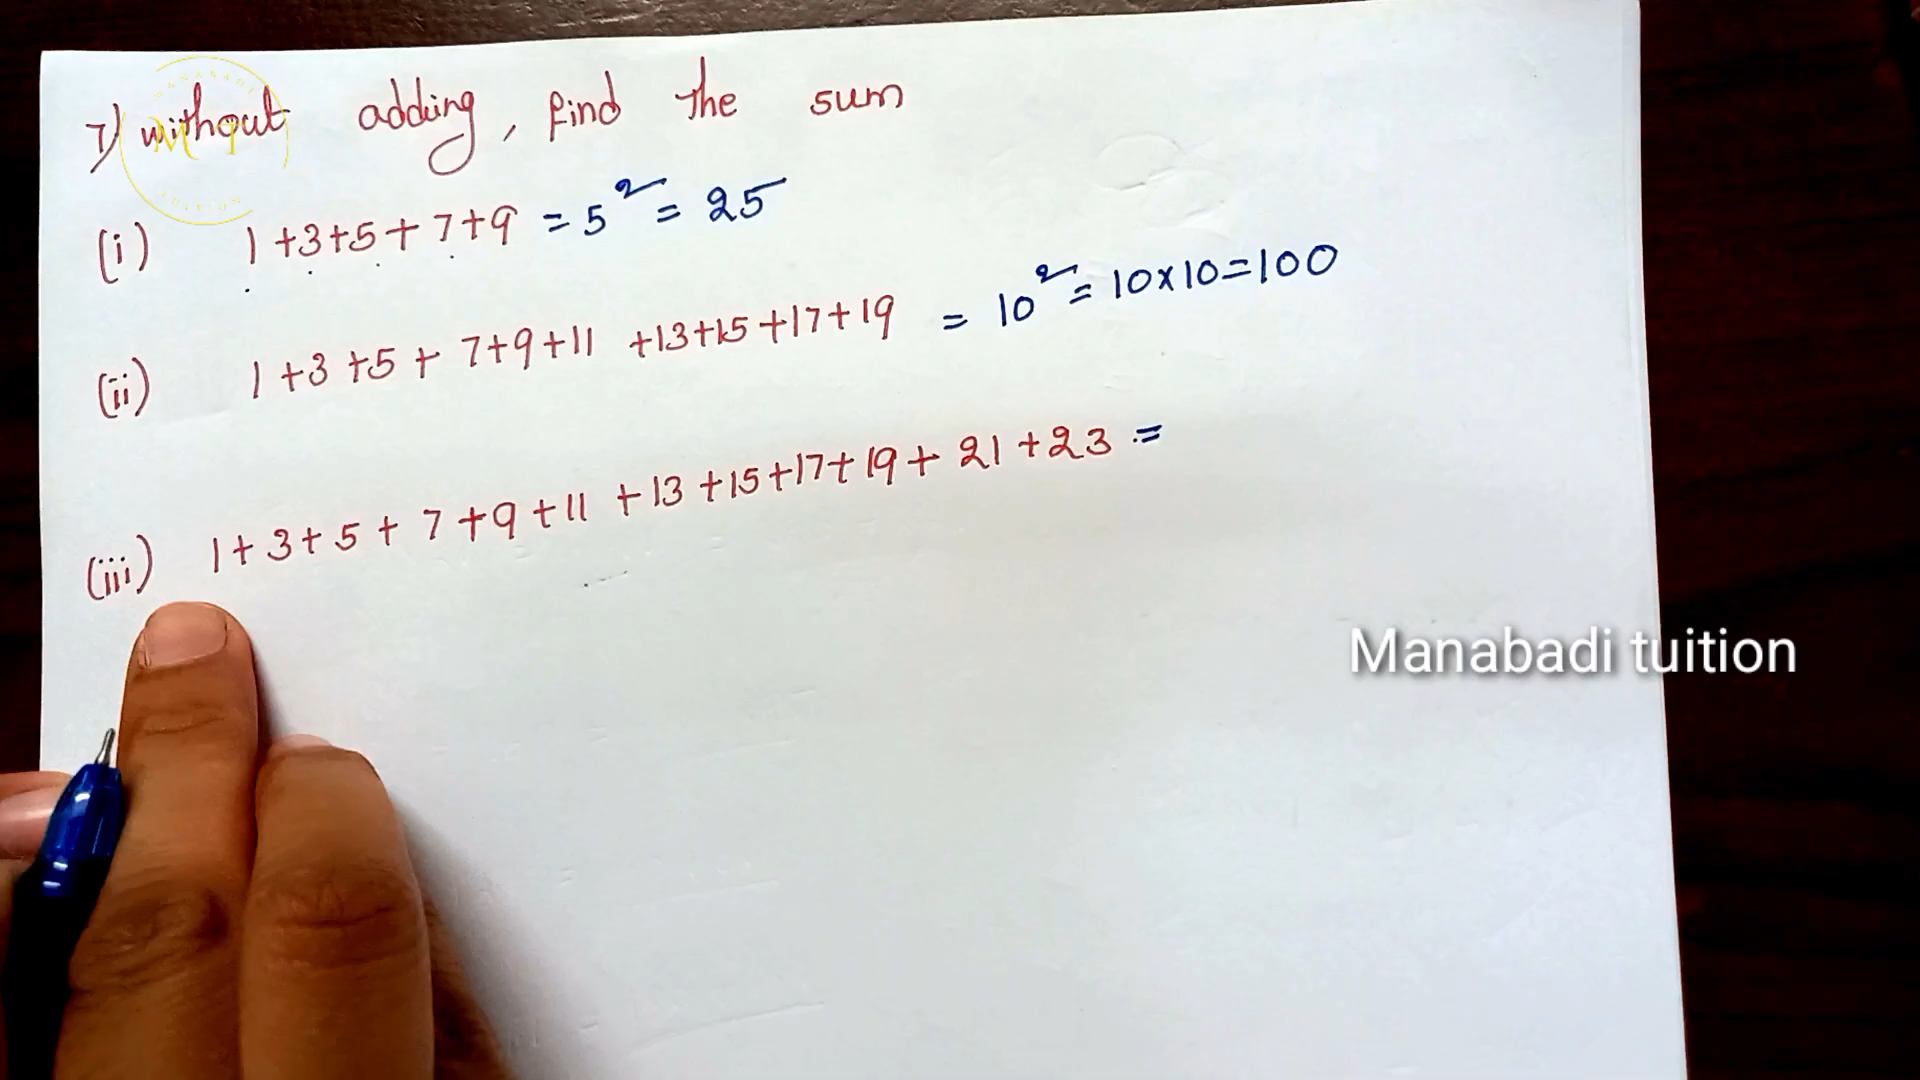 7) without adding, find the sum
(i) 1+3+5+7+9 = 5² = 25
(ii) 1+3+5+7+9+11+13+15+17+19 = 10² = 10×10=100
(iii) 1+3+5+7+9+11+13+15+17+19+21+23 =
Manabadi tuition